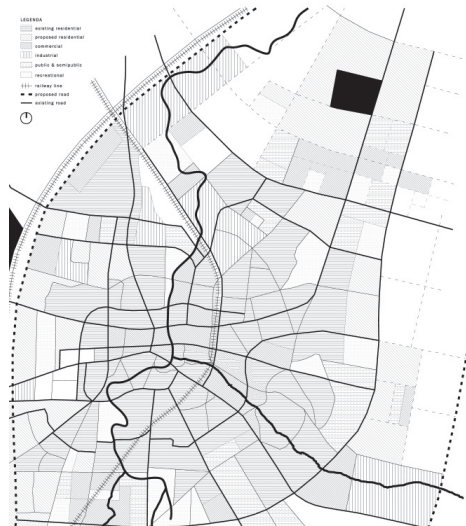 LEGENDA
existing residential
proposed residential
commercial
industrial
public & semipublic
recreational
railway line
proposed road
existing road